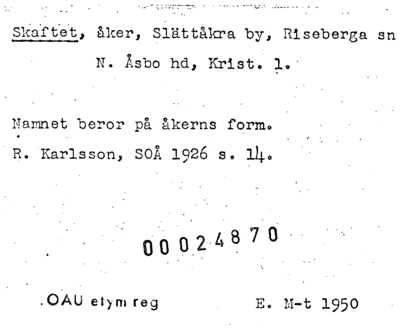 Skaftet, åker, Slättåkra by, Riseberga sn
N. Åsbo hd, Krist. l.
Namnet beror på åkerns form.
R. Karlsson, SOÅ 1926 s. 14.
00024870
OAU etym reg
E. M-t 1950